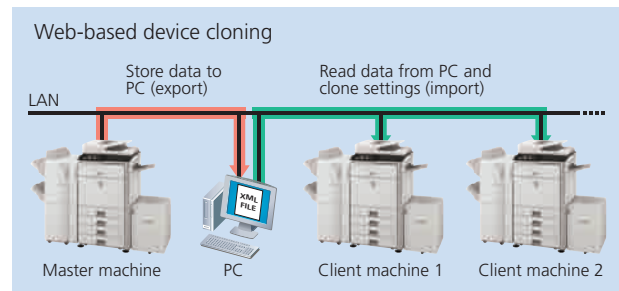 Web-based device cloning
Store data to
PC (export)
Read data from PC and
clone settings (import)
LAN
XML
FILE
Master machine
PC
Client machine 1
Client machine 2